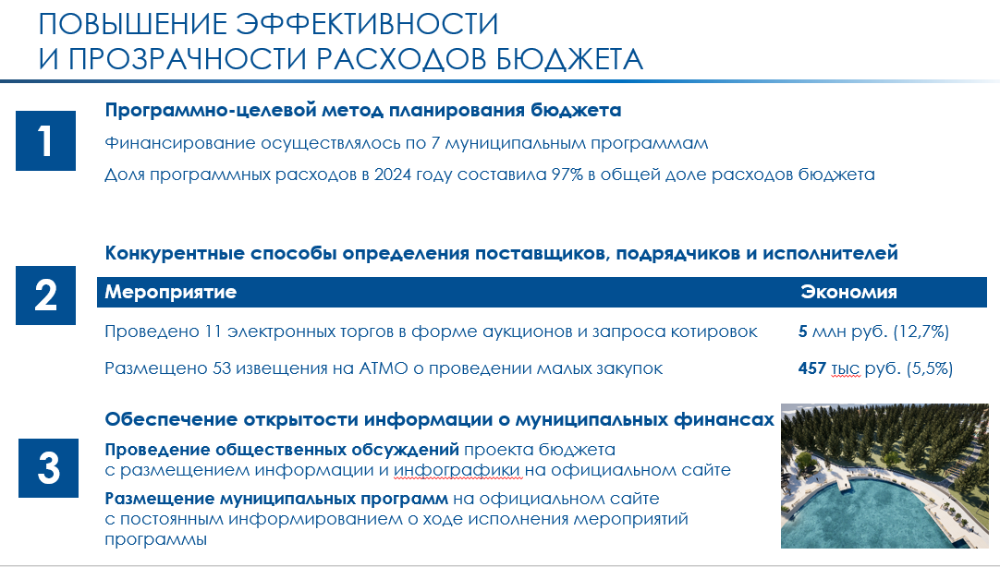 ПОВЫШЕНИЕ ЭФФЕКТИВНОСТИ
И ПРОЗРАЧНОСТИ РАСХОДОВ БЮДЖЕТА
1
Программно-целевой метод планирования бюджета
Финансирование осуществлялось по 7 муниципальным программам
Доля программных расходов в 2024 году составила 97% в общей доле расходов бюджета
2
Конкурентные способы определения поставщиков, подрядчиков и исполнителей
Мероприятие Экономия
Проведено 11 электронных торгов в форме аукционов и запроса котировок 5 млн руб. (12,7%)
Размещено 53 извещения на АТМО о проведении малых закупок 457 тыс руб. (5,5%)
3
Обеспечение открытости информации о муниципальных финансах
Проведение общественных обсуждений проекта бюджета
с размещением информации и инфографики на официальном сайте
Размещение муниципальных программ на официальном сайте
с постоянным информированием о ходе исполнения мероприятий
программы